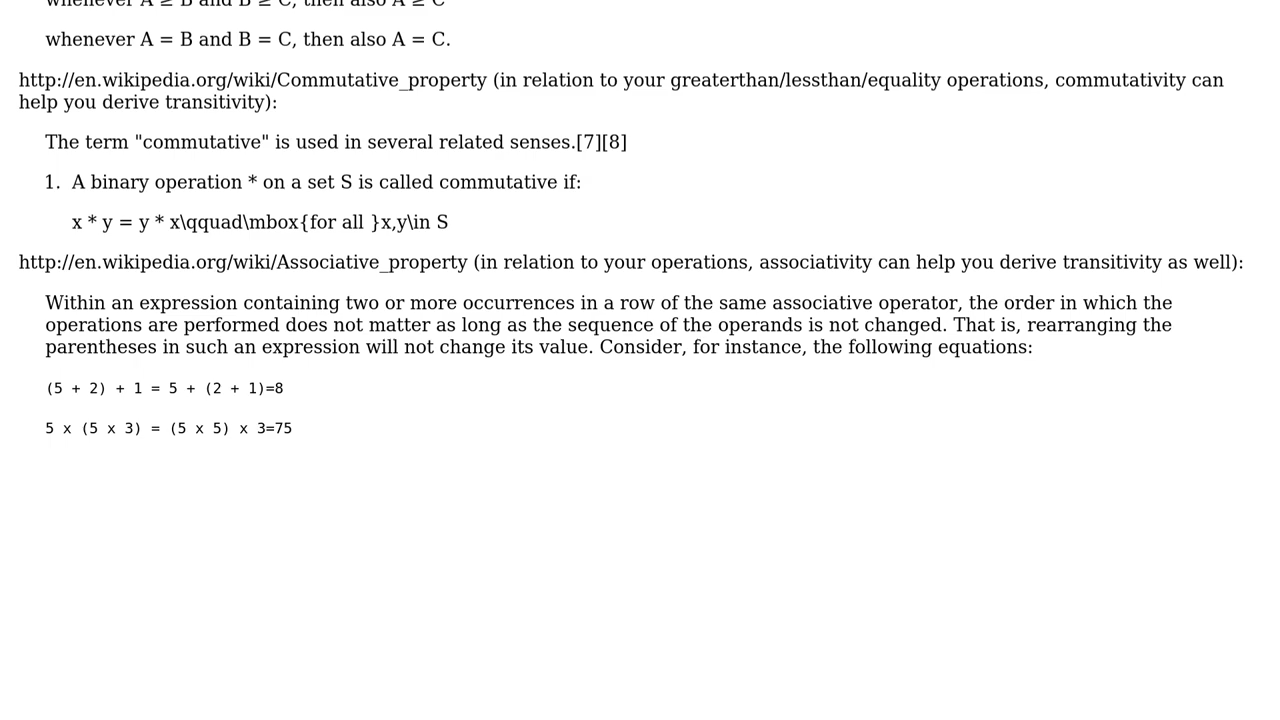 whenever A ≥ B and B ≥ C, then also A ≥ C
whenever A = B and B = C, then also A = C.
http://en.wikipedia.org/wiki/Commutative_property (in relation to your greaterthan/lessthan/equality operations, commutativity can
help you derive transitivity):
The term "commutative" is used in several related senses.[7][8]
1. A binary operation * on a set S is called commutative if:
x * y = y * x\qquad\mbox{for all }x,y\in S
http://en.wikipedia.org/wiki/Associative_property (in relation to your operations, associativity can help you derive transitivity as well):
Within an expression containing two or more occurrences in a row of the same associative operator, the order in which the
operations are performed does not matter as long as the sequence of the operands is not changed. That is, rearranging the
parentheses in such an expression will not change its value. Consider, for instance, the following equations:
(5 + 2) + 1 = 5 + (2 + 1)=8
5 x (5 x 3) = (5 x 5) x 3=75